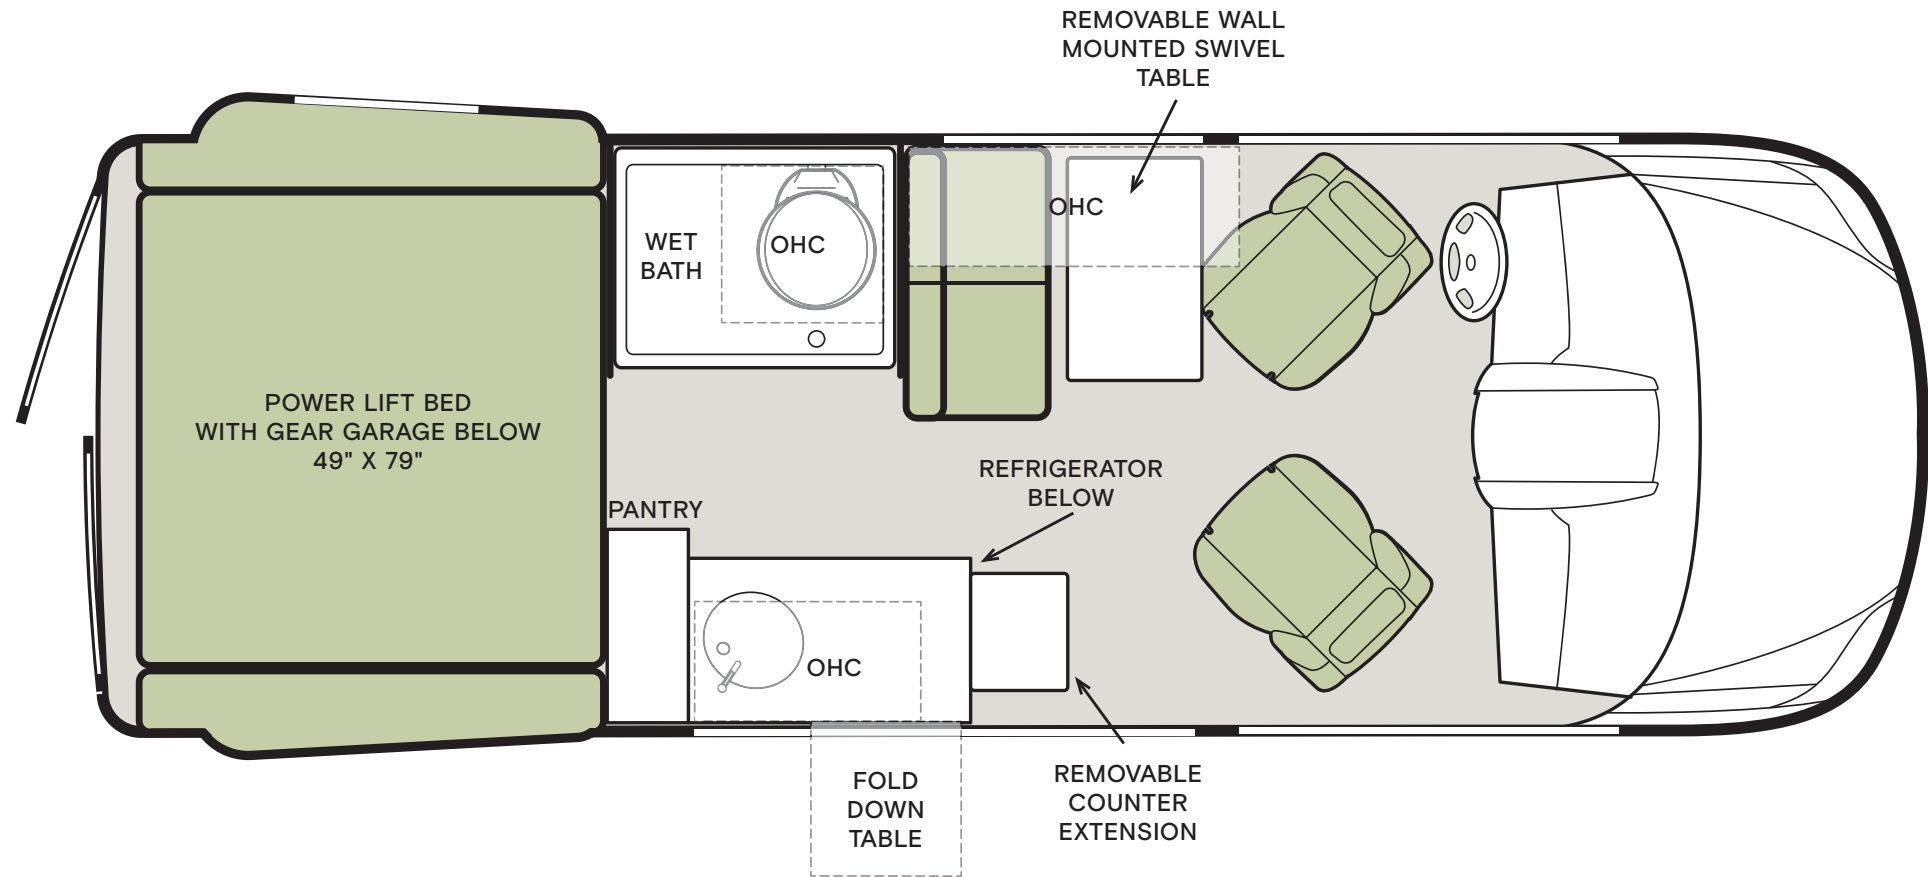 REMOVABLE WALL
MOUNTED SWIVEL
TABLE
OHC
WET
BATH
OHC
POWER LIFT BED
WITH GEAR GARAGE BELOW
49" X 79"
REFRIGERATOR
BELOW
PANTRY
OHC
FOLD
DOWN
TABLE
REMOVABLE
COUNTER
EXTENSION